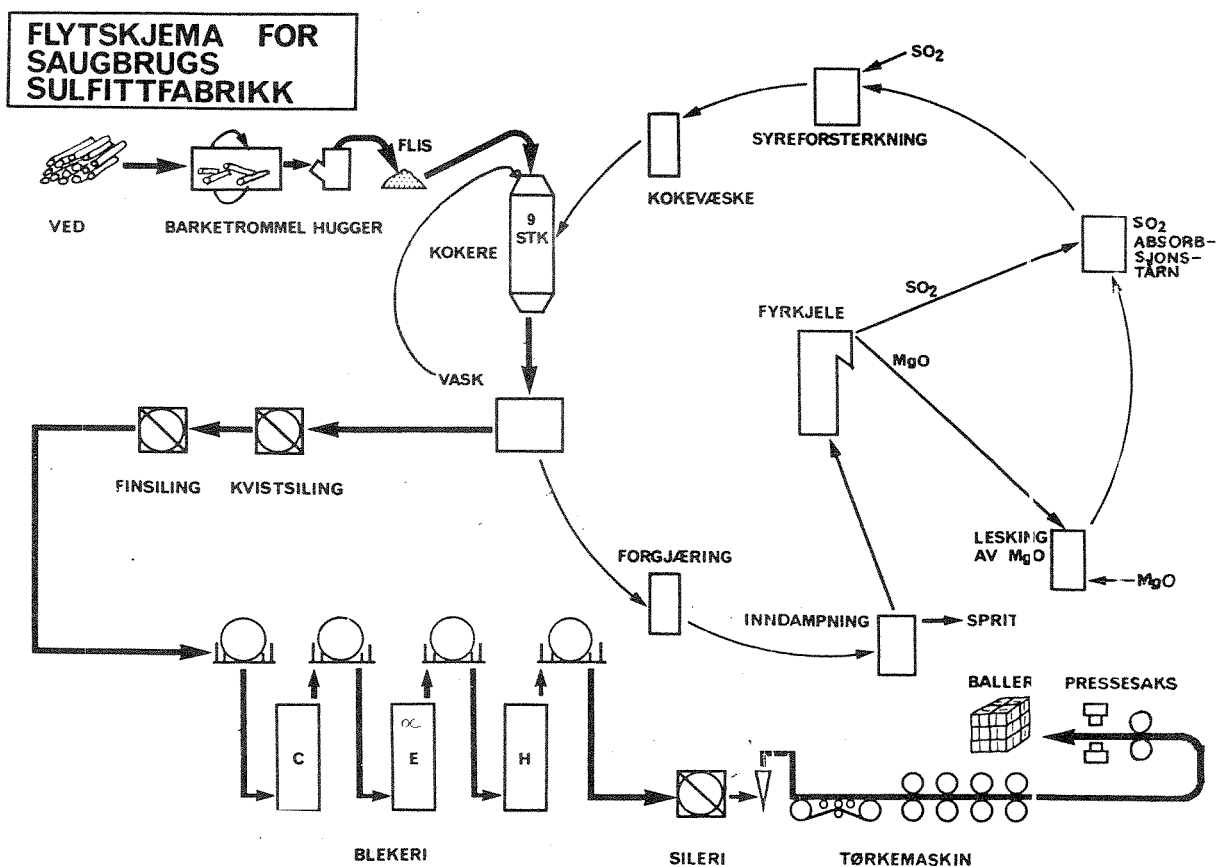 FLYTSKJEMA FOR
SAUGBRUGS
SULFITTFABRIKK
SO2
SYREFORSTERKNING
FLIS
KOKEVÆSKE
VED
BARKETROMMEL HUGGER
9
STK
KOKERE
SO2
ABSORB-
SJONS-
TÅRN
SO2
FYRKJELE
MgO
VASK
FINSILING
KVISTSILING
LESKING
AV MgO
MgO
FORGJÆRING
INNDAMPNING
SPRIT
BALLER
PRESSESAKS
C
E
H
BLEKERI
SILERI
TØRKEMASKIN